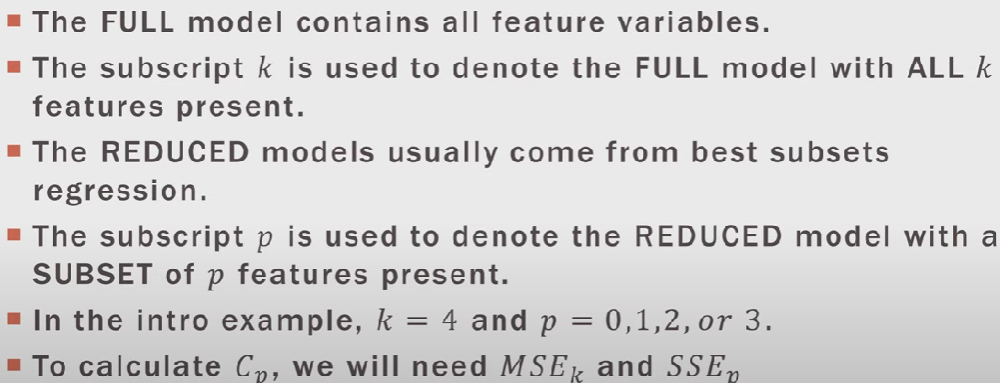 ▪ The FULL model contains all feature variables.
▪ The subscript k is used to denote the FULL model with ALL k
features present.
▪ The REDUCED models usually come from best subsets
regression.
▪ The subscript p is used to denote the REDUCED model with a
SUBSET of p features present.
▪ In the intro example, k = 4 and p = 0,1,2, or 3.
▪ To calculate Cₚ, we will need MSEₖ and SSEₚ